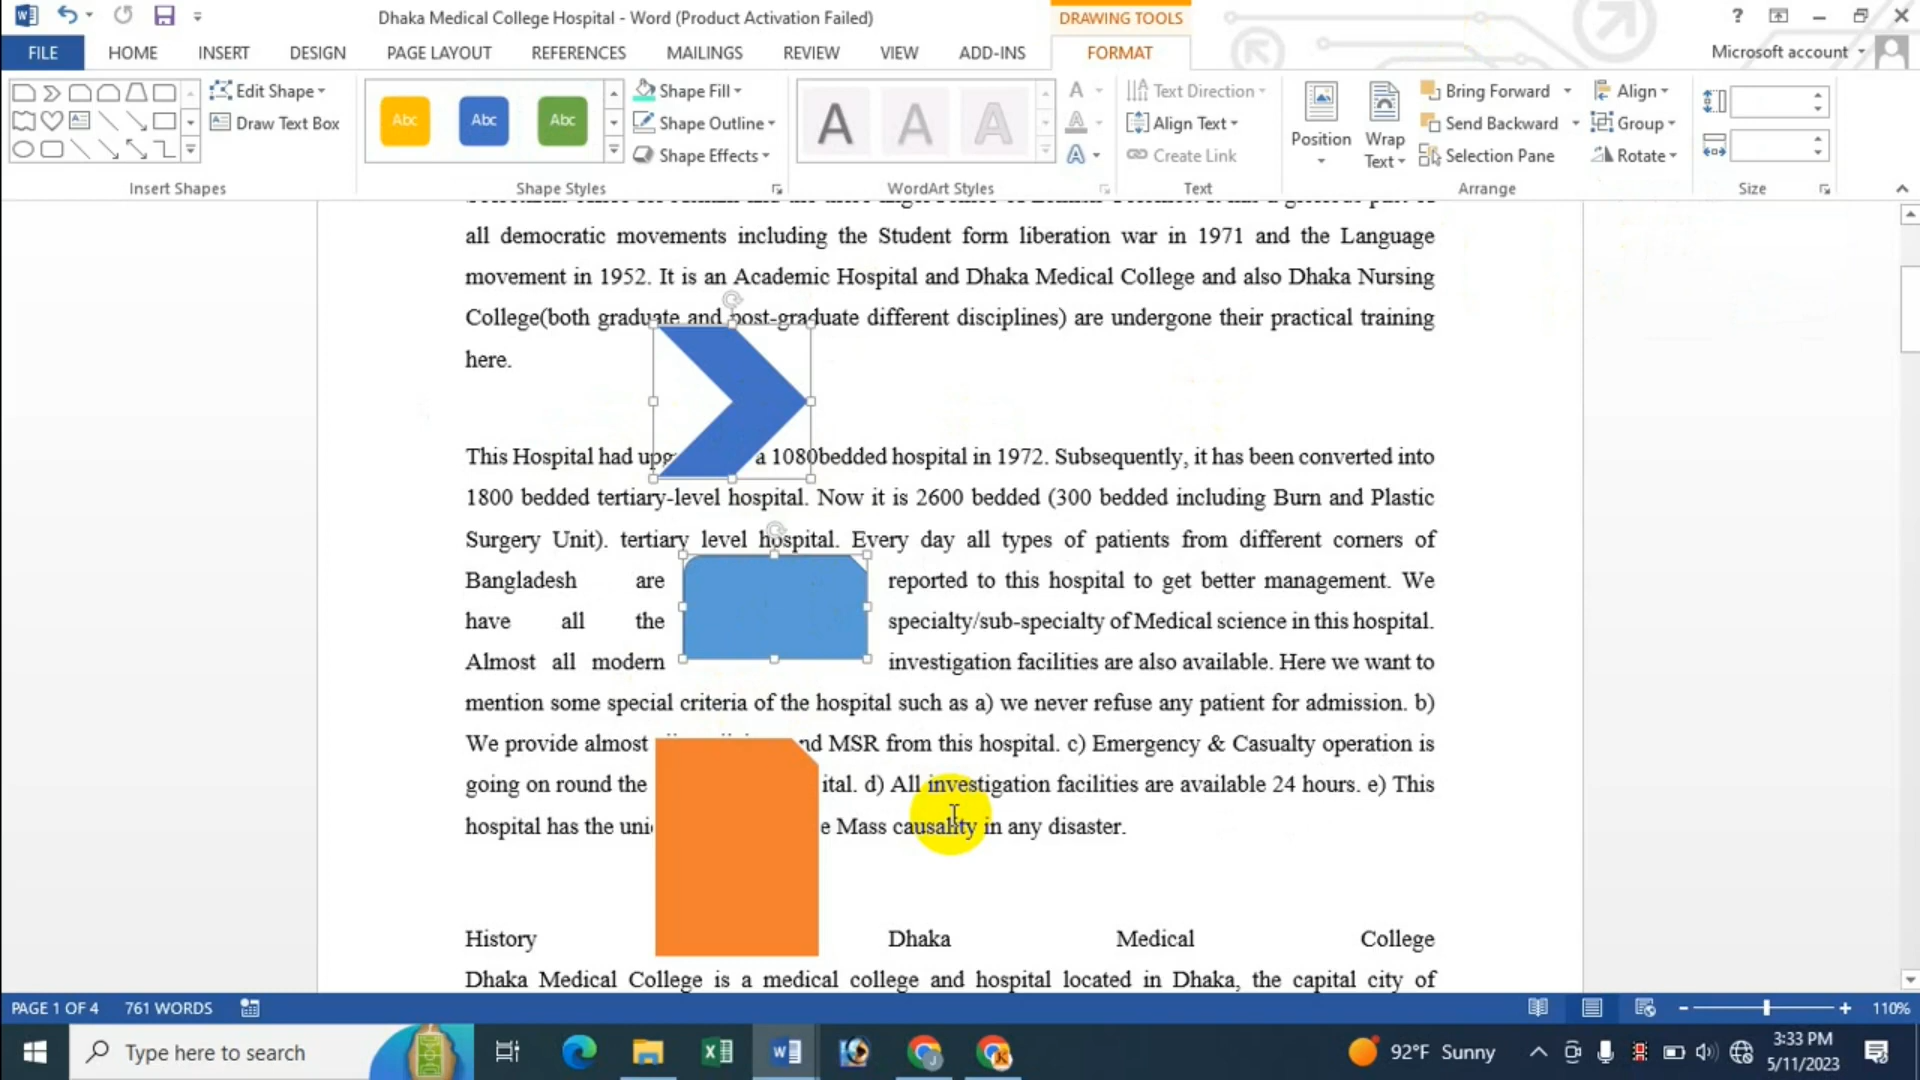 Dhaka Medical College Hospital - Word (Product Activation Failed)
DRAWING TOOLS
?
FILE
HOME
INSERT
DESIGN
PAGE LAYOUT
REFERENCES
MAILINGS
REVIEW
VIEW
ADD-INS
FORMAT
Microsoft account
Edit Shape
Draw Text Box
Insert Shapes
Abc
Abc
Abc
Shape Fill
Shape Outline
Shape Effects
Shape Styles
A
A
A
A
A
A
WordArt Styles
Text Direction
Align Text
Create Link
Text
Position
Wrap Text
Bring Forward
Send Backward
Selection Pane
Align
Group
Rotate
Arrange
Size
all democratic movements including the Student form liberation war in 1971 and the Language
movement in 1952. It is an Academic Hospital and Dhaka Medical College and also Dhaka Nursing
College(both graduate and post-graduate different disciplines) are undergone their practical training
here.
This Hospital had upg a 1080bedded hospital in 1972. Subsequently, it has been converted into
1800 bedded tertiary-level hospital. Now it is 2600 bedded (300 bedded including Burn and Plastic
Surgery Unit). tertiary level hospital. Every day all types of patients from different corners of
Bangladesh are reported to this hospital to get better management. We
have all the specialty/sub-specialty of Medical science in this hospital.
Almost all modern investigation facilities are also available. Here we want to
mention some special criteria of the hospital such as a) we never refuse any patient for admission. b)
We provide almost nd MSR from this hospital. c) Emergency & Casualty operation is
going on round the ital. d) All investigation facilities are available 24 hours. e) This
hospital has the uni e Mass causality in any disaster.
History Dhaka Medical College
Dhaka Medical College is a medical college and hospital located in Dhaka, the capital city of
PAGE 1 OF 4
761 WORDS
110%
Type here to search
92°F Sunny
3:33 PM
5/11/2023